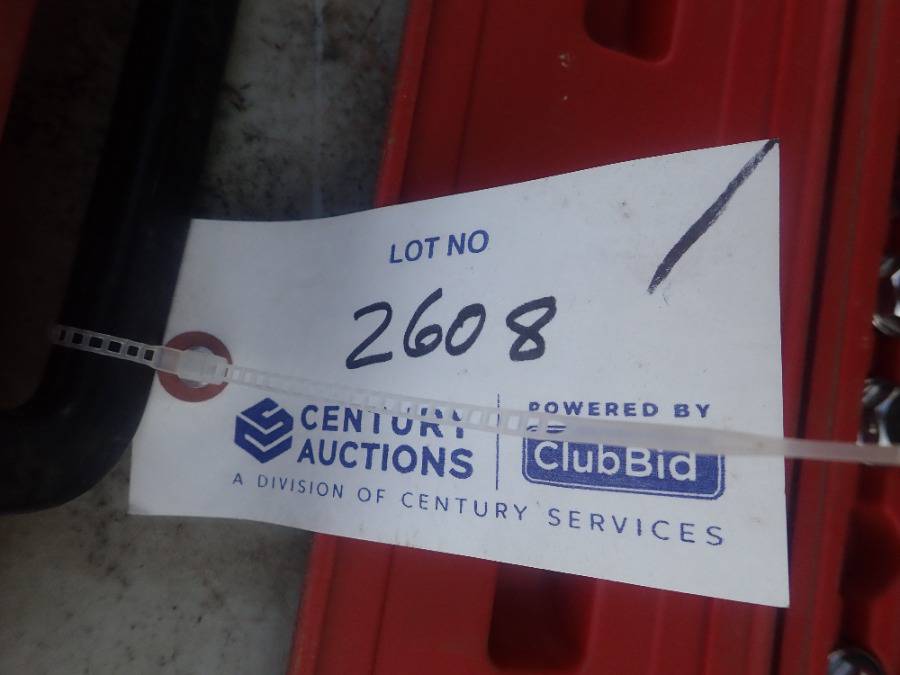 LOT NO
2608
CENTURY
AUCTIONS
POWERED BY
ClubBid
A DIVISION OF CENTURY SERVICES